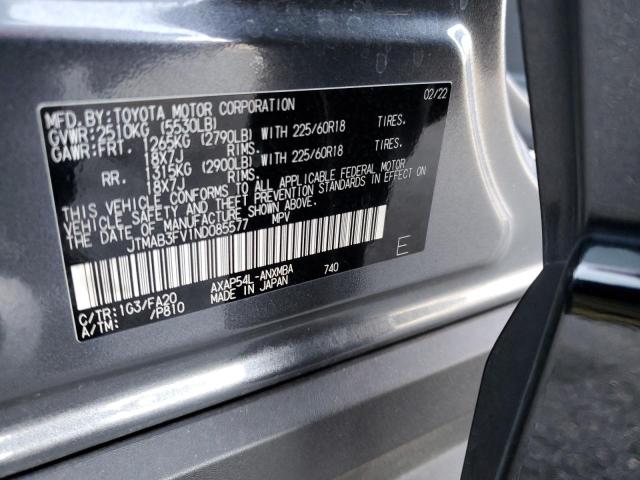 MFD. BY: TOYOTA MOTOR CORPORATION 02/22
GVWR: 2510KG (5530LB)
GAWR: FRT. 1265KG (2790LB) WITH 225/60R18 TIRES.
18X7J RIMS.
RR. 1315KG (2900LB) WITH 225/60R18 TIRES.
18X7J RIMS.
THIS VEHICLE CONFORMS TO ALL APPLICABLE FEDERAL MOTOR
VEHICLE SAFETY AND THEFT PREVENTION STANDARDS IN EFFECT ON
THE DATE OF MANUFACTURE SHOWN ABOVE.
JTMAB3FV1ND085577 MPV
E
AXAP54L-ANXMBA 740
C/TR: 1G3/FA20 MADE IN JAPAN
A/TM: /P810